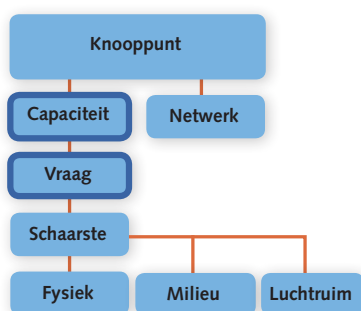 Knooppunt
Capaciteit
Netwerk
Vraag
Schaarste
Fysiek
Milieu
Luchtruim